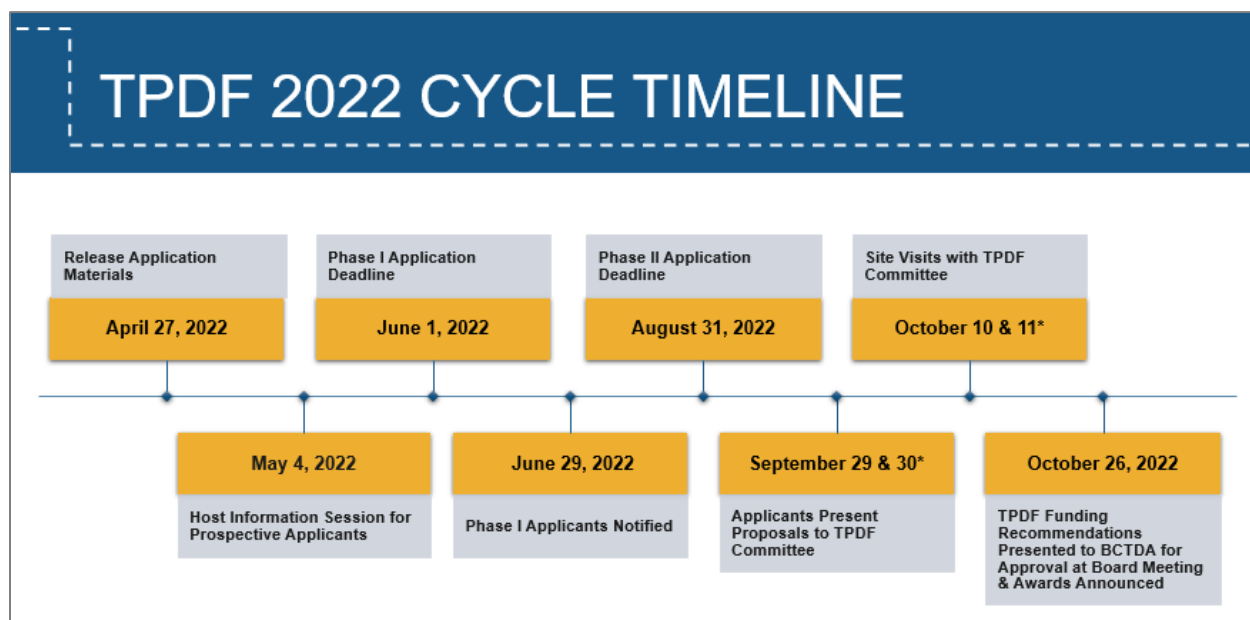 TPDF 2022 CYCLE TIMELINE
Release Application
Materials
April 27, 2022
Phase I Application
Deadline
June 1, 2022
Phase II Application
Deadline
August 31, 2022
Site Visits with TPDF
Committee
October 10 & 11*
May 4, 2022
Host Information Session for
Prospective Applicants
June 29, 2022
Phase I Applicants Notified
September 29 & 30*
Applicants Present
Proposals to TPDF
Committee
October 26, 2022
TPDF Funding
Recommendations
Presented to BCTDA for
Approval at Board Meeting
& Awards Announced